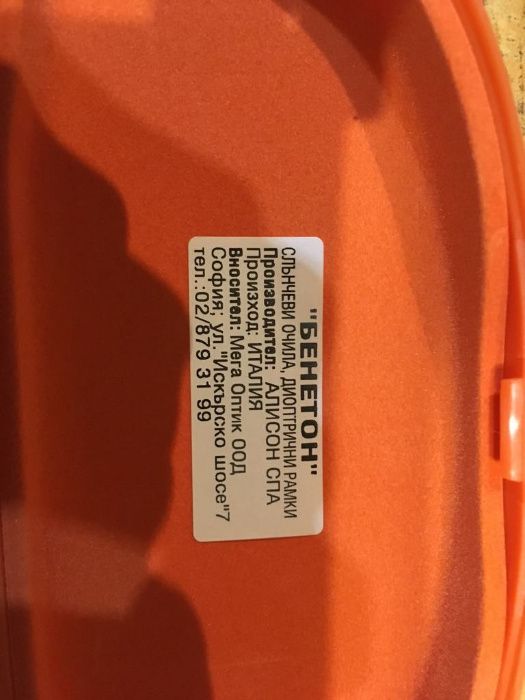 "БЕНЕТОН"
СЛЪНЧЕВИ ОЧИЛА, ДИОПТРИЧНИ РАМКИ
Производител: АЛИСОН СПА
Произход: ИТАЛИЯ
Вносител: Мега Оптик ООД
София; ул."Искърско шосе"7
тел.:02/879 31 99